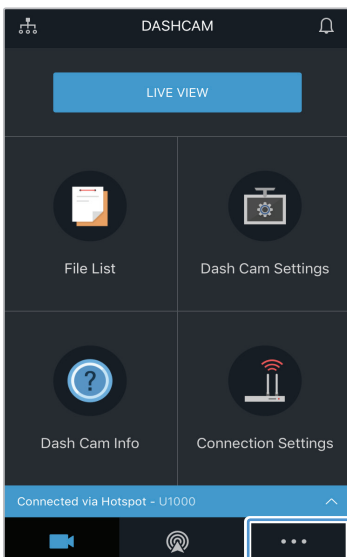 DASHCAM
LIVE VIEW
File List
Dash Cam Settings
?
Dash Cam Info
Connection Settings
Connected via Hotspot - U1000